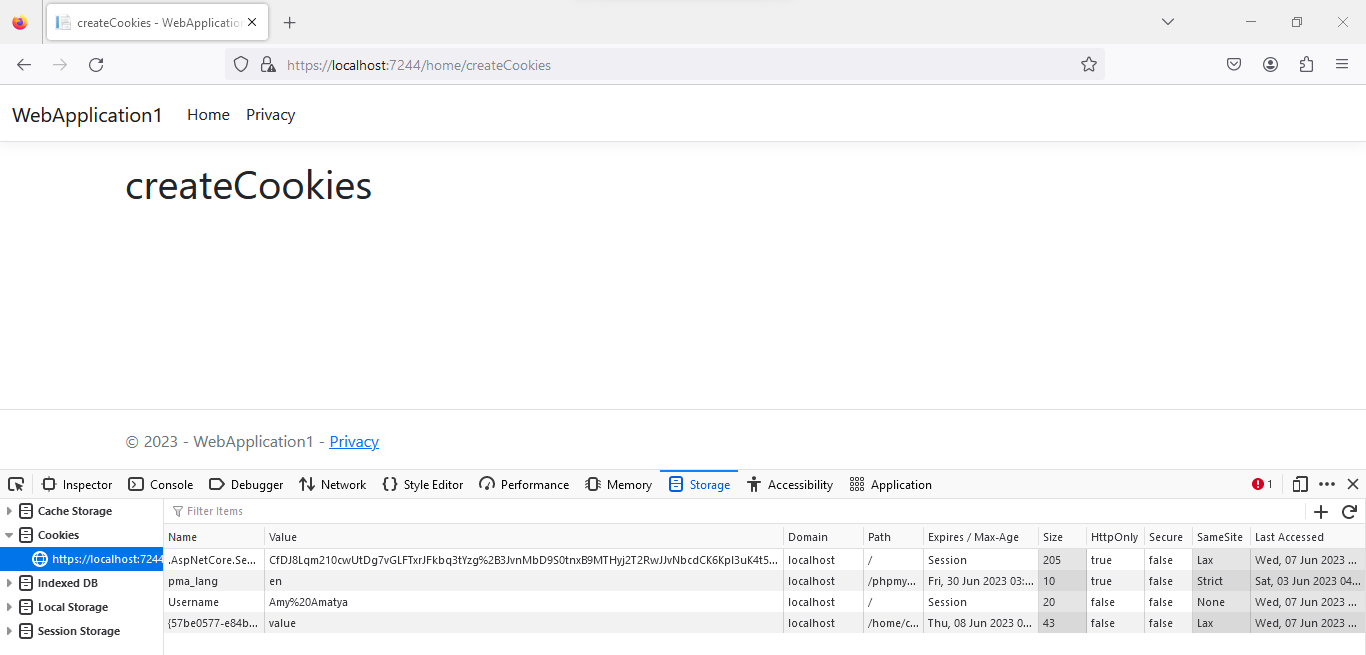 createCookies - WebApplication
https://localhost:7244/home/createCookies
WebApplication1 Home Privacy
createCookies
© 2023 - WebApplication1 - Privacy
Inspector Console Debugger Network Style Editor Performance Memory Storage Accessibility Application 1
Cache Storage
Cookies
https://localhost:7244
Indexed DB
Local Storage
Session Storage
Filter Items
Name Value Domain Path Expires / Max-Age Size HttpOnly Secure SameSite Last Accessed
.AspNetCore.Se... CfDJ8Lqm210cwUtDg7vGLFTxrJFkbq3tYzg%2B3JvnMbD9S0tnxB9MTHyj2T2RwJJvNbcdCK6KpI3uK4t5... localhost / Session 205 true false Lax Wed, 07 Jun 2023 ...
pma_lang en localhost /phpmy... Fri, 30 Jun 2023 03:... 10 true false Strict Sat, 03 Jun 2023 04...
Username Amy%20Amatya localhost / Session 20 false false None Wed, 07 Jun 2023 ...
{57be0577-e84b... value localhost /home/c... Thu, 08 Jun 2023 0... 43 false false Lax Wed, 07 Jun 2023 ...